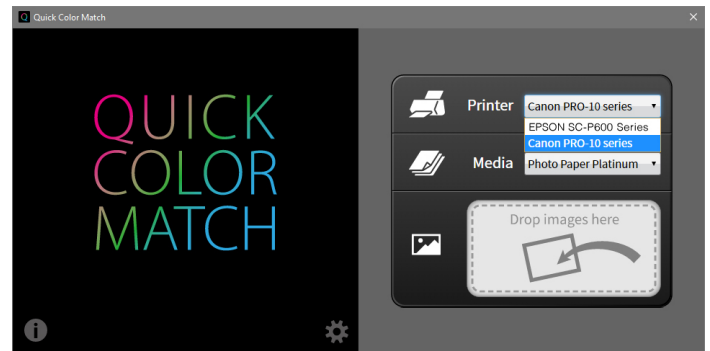 Quick Color Match
QUICK
COLOR
MATCH
Printer
Canon PRO-10 series
EPSON SC-P600 Series
Canon PRO-10 series
Media
Photo Paper Platinum
Drop images here